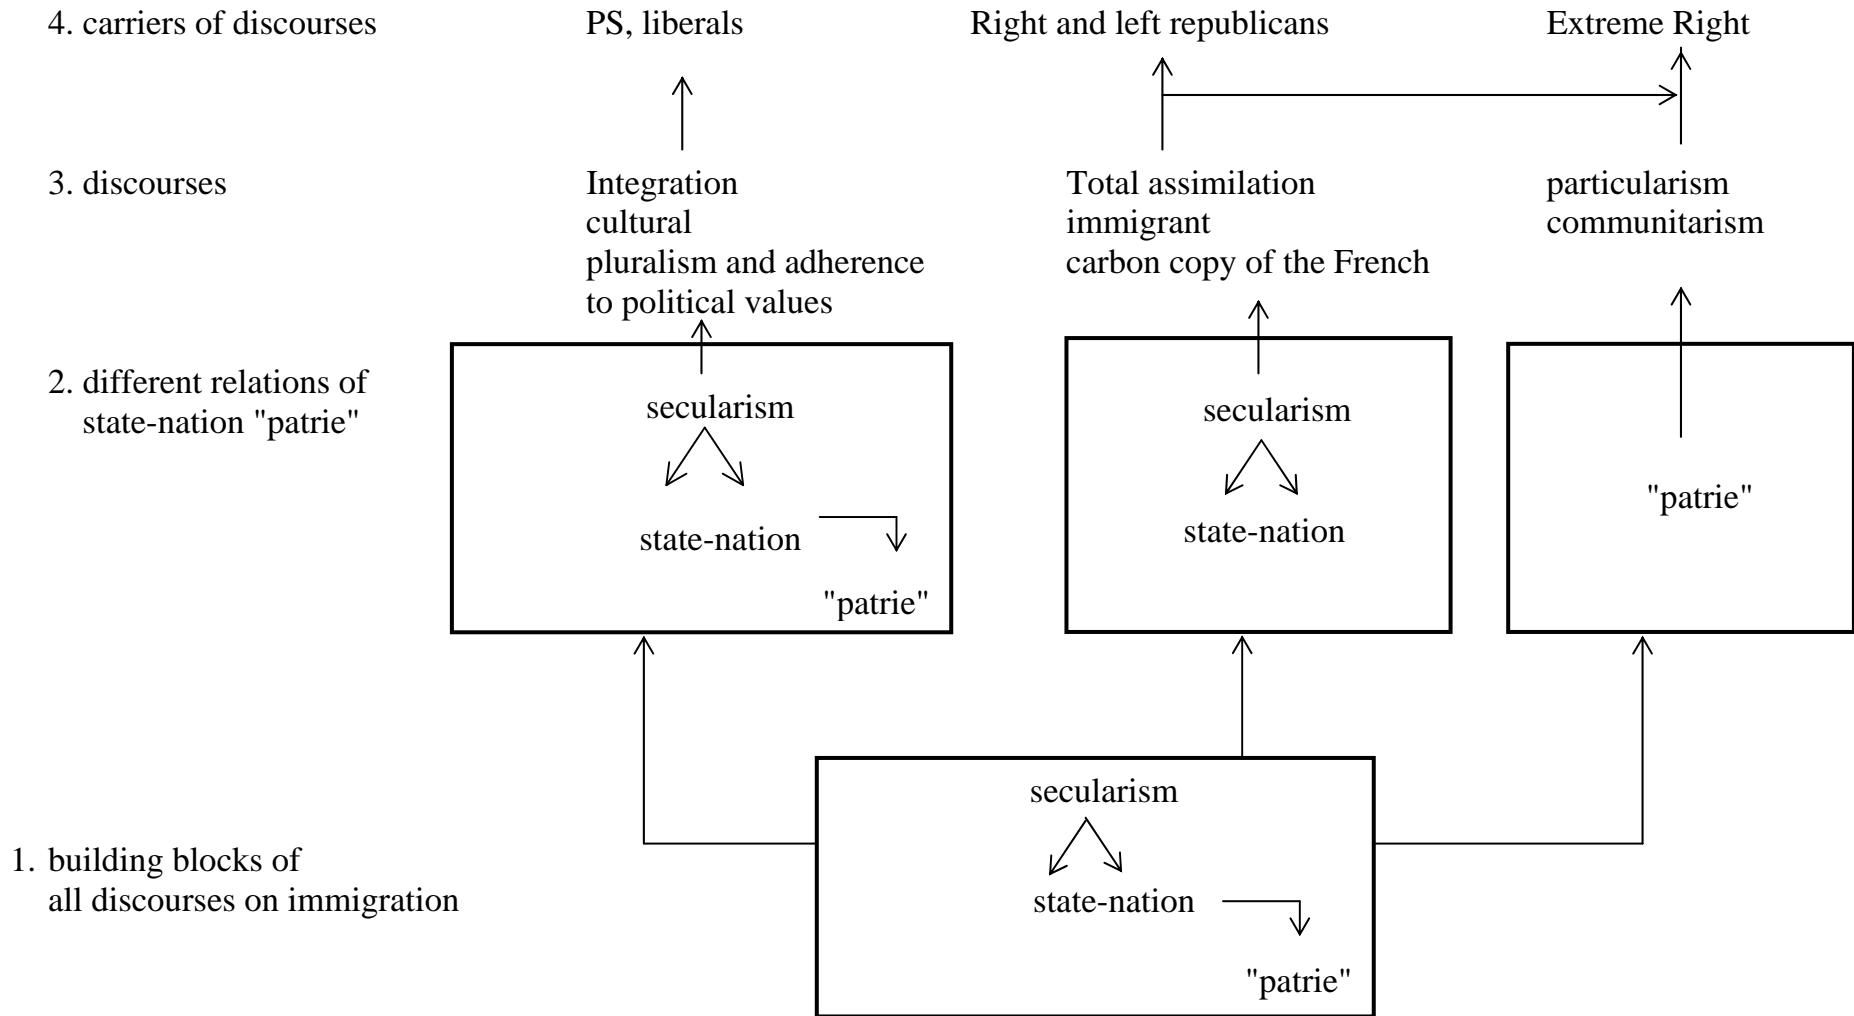 4. carriers of discourses
PS, liberals
Right and left republicans
Extreme Right
3. discourses
Integration
cultural
pluralism and adherence
to political values
Total assimilation
immigrant
carbon copy of the French
particularism
communitarism
2. different relations of
state-nation "patrie"
secularism
state-nation
"patrie"
secularism
state-nation
"patrie"
1. building blocks of
all discourses on immigration
secularism
state-nation
"patrie"